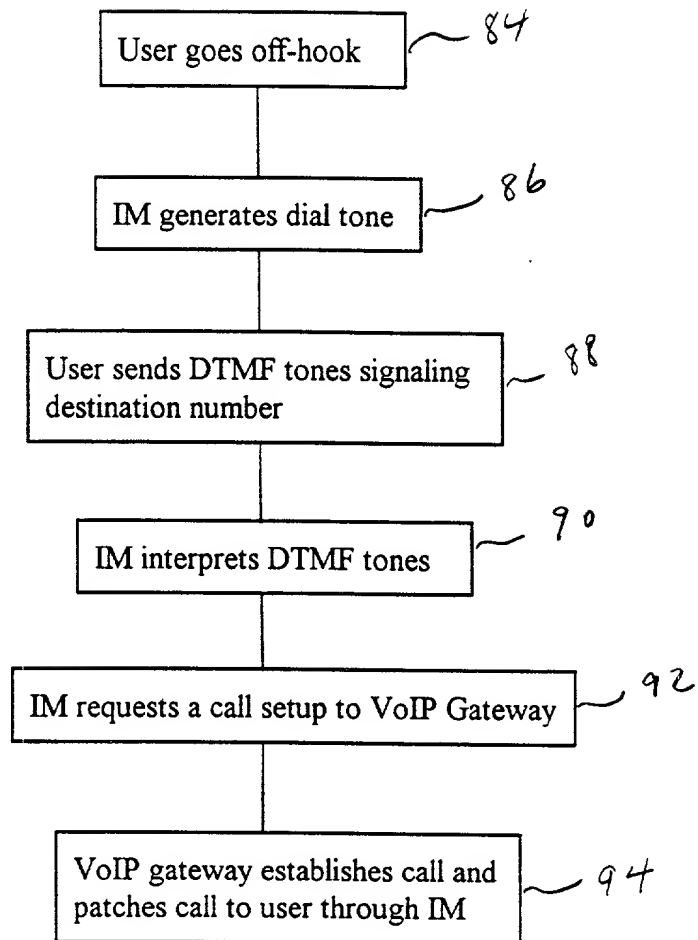 User goes off-hook
84
IM generates dial tone
86
User sends DTMF tones signaling
destination number
88
IM interprets DTMF tones
90
IM requests a call setup to VoIP Gateway
92
VoIP gateway establishes call and
patches call to user through IM
94